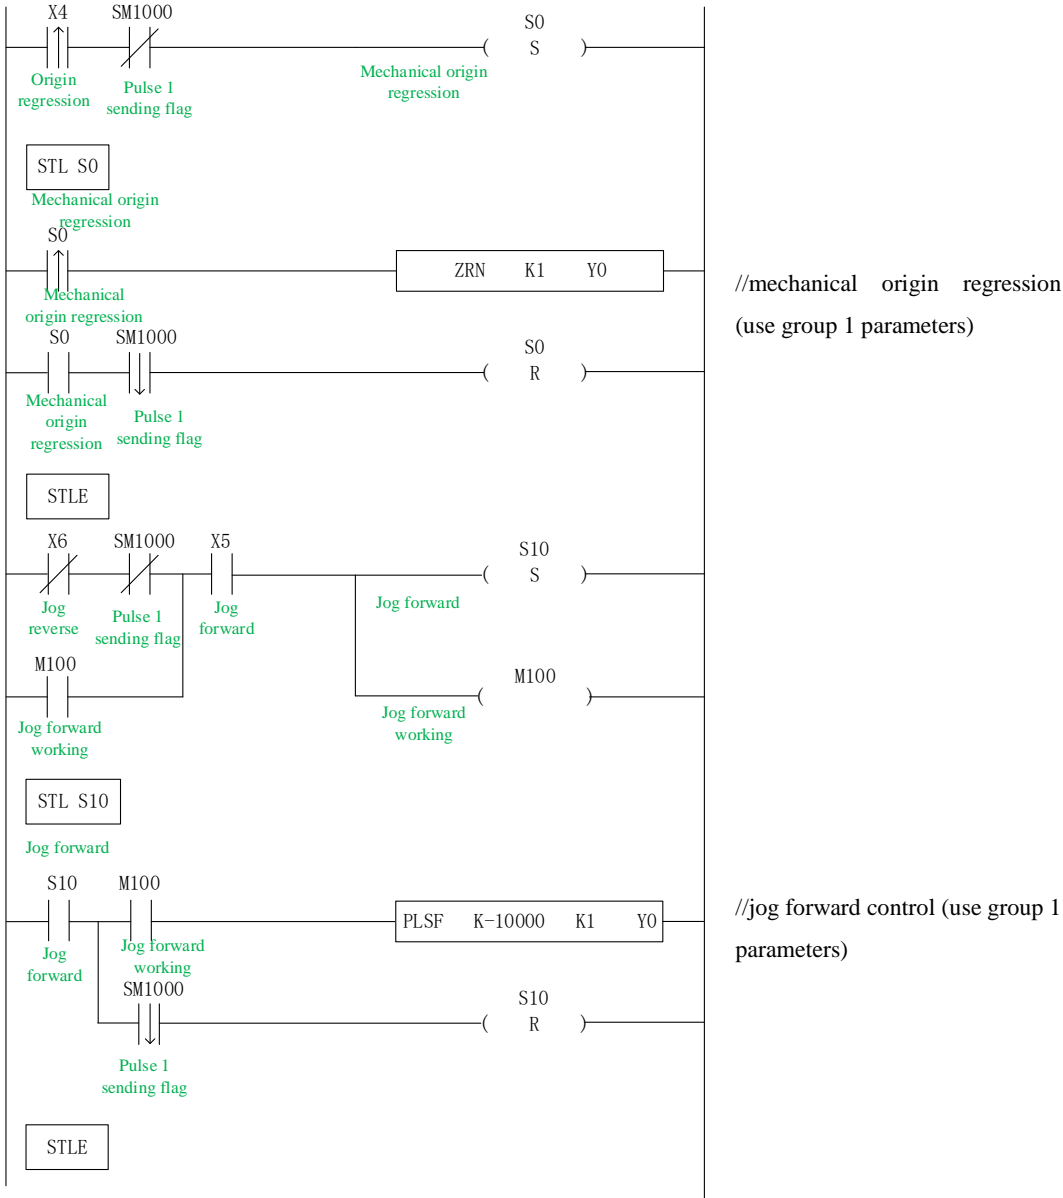 X4 SM1000 S0
( S )
Origin
regression
Pulse 1
sending flag
Mechanical origin
regression
STL S0
Mechanical origin
regression
S0
ZRN K1 Y0
Mechanical
origin regression
//mechanical origin regression
(use group 1 parameters)
S0 SM1000 S0
( R )
Mechanical
origin
regression
Pulse 1
sending flag
STLE
X6 SM1000 X5 S10
( S )
Jog
reverse
Pulse 1
sending flag
Jog
forward
Jog forward
M100 M100
( )
Jog forward
working
Jog forward
working
STL S10
Jog forward
S10 M100
PLSF K-10000 K1 Y0
Jog
forward
Jog forward
working
//jog forward control (use group 1
parameters)
SM1000 S10
( R )
Pulse 1
sending flag
STLE